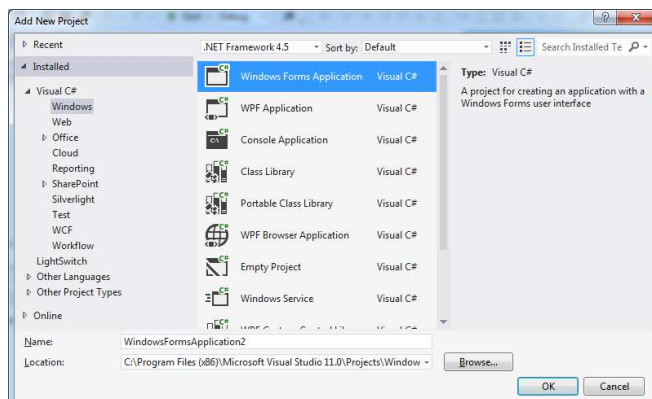 Start
Debug
Add New Project
Recent
.NET Framework 4.5
Sort by: Default
Search Installed Te
Installed
Visual C#
Windows
Web
Office
Cloud
Reporting
SharePoint
Silverlight
Test
WCF
Workflow
LightSwitch
Other Languages
Other Project Types
Online
Windows Forms Application Visual C#
WPF Application Visual C#
Console Application Visual C#
Class Library Visual C#
Portable Class Library Visual C#
WPF Browser Application Visual C#
Empty Project Visual C#
Windows Service Visual C#
Type: Visual C#
A project for creating an application with a
Windows Forms user interface
Name: WindowsFormsApplication2
Location: C:\Program Files (x86)\Microsoft Visual Studio 11.0\Projects\Window
Browse...
OK Cancel